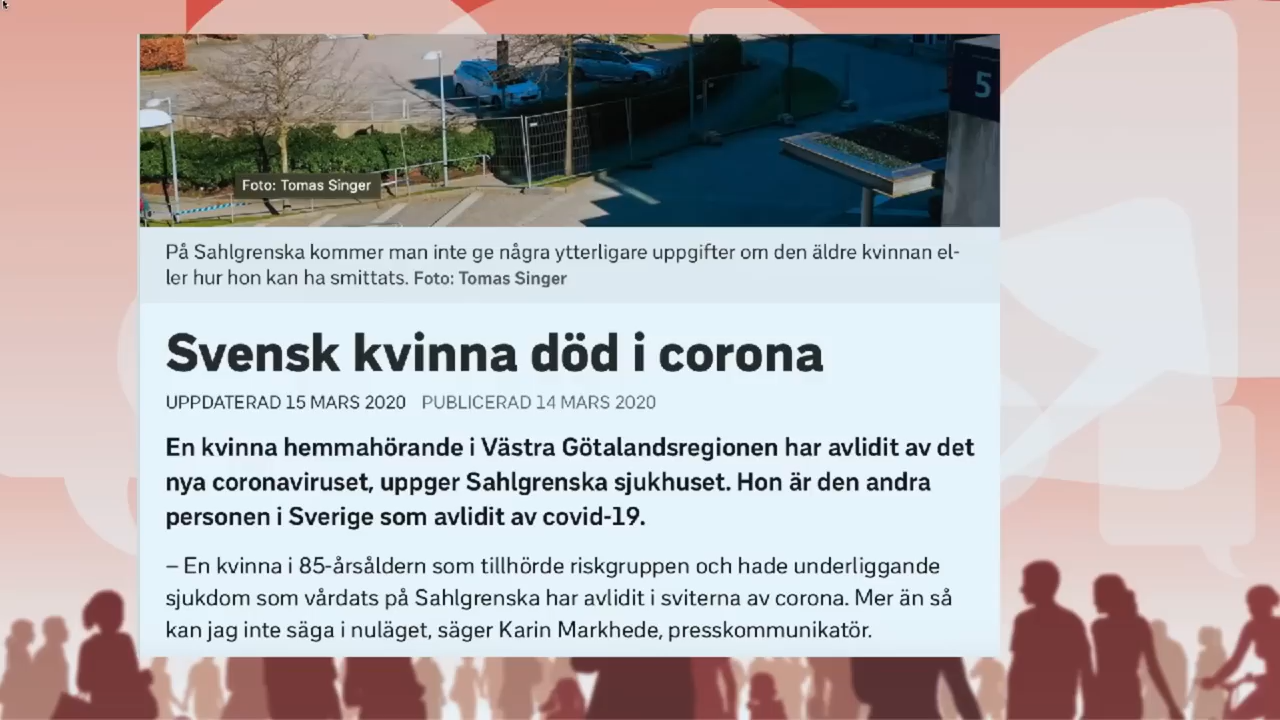 5
Foto: Tomas Singer
På Sahlgrenska kommer man inte ge några ytterligare uppgifter om den äldre kvinnan el-
ler hur hon kan ha smittats. Foto: Tomas Singer
Svensk kvinna död i corona
UPPDATERAD 15 MARS 2020 PUBLICERAD 14 MARS 2020
En kvinna hemmahörande i Västra Götalandsregionen har avlidit av det
nya coronaviruset, uppger Sahlgrenska sjukhuset. Hon är den andra
personen i Sverige som avlidit av covid-19.
– En kvinna i 85-årsåldern som tillhörde riskgruppen och hade underliggande
sjukdom som vårdats på Sahlgrenska har avlidit i sviterna av corona. Mer än så
kan jag inte säga i nuläget, säger Karin Markhede, presskommunikatör.